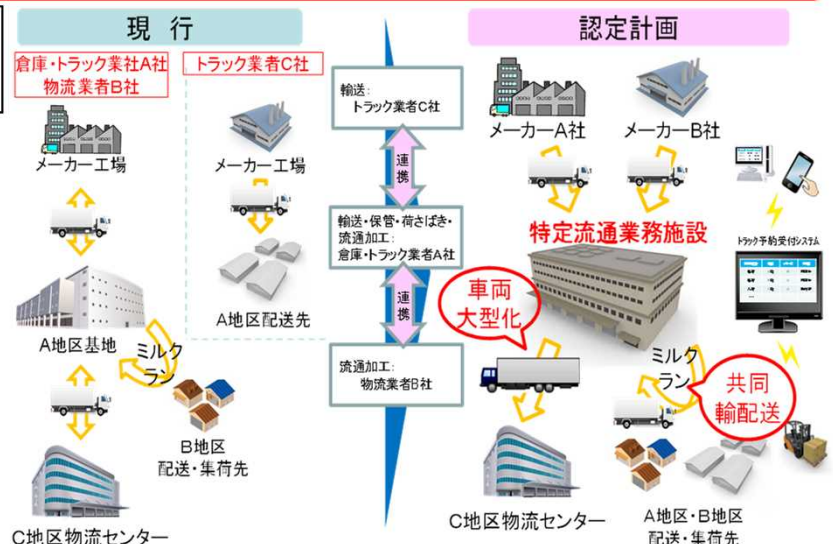 現 行
倉庫・トラック業社A社
物流業者B社
トラック業者C社
メーカー工場
メーカー工場
A地区配送先
A地区基地
ミルク
ラン
B地区
配送・集荷先
C地区物流センター
輸送:
トラック業者C社
連携
輸送・保管・荷さばき・
流通加工:
倉庫・トラック業者A社
連携
流通加工:
物流業者B社
認定計画
メーカーA社
メーカーB社
特定流通業務施設
トラック予約受付システム
車両
大型化
ミルク
ラン
共同
輸配送
C地区物流センター
A地区・B地区
配送・集荷先